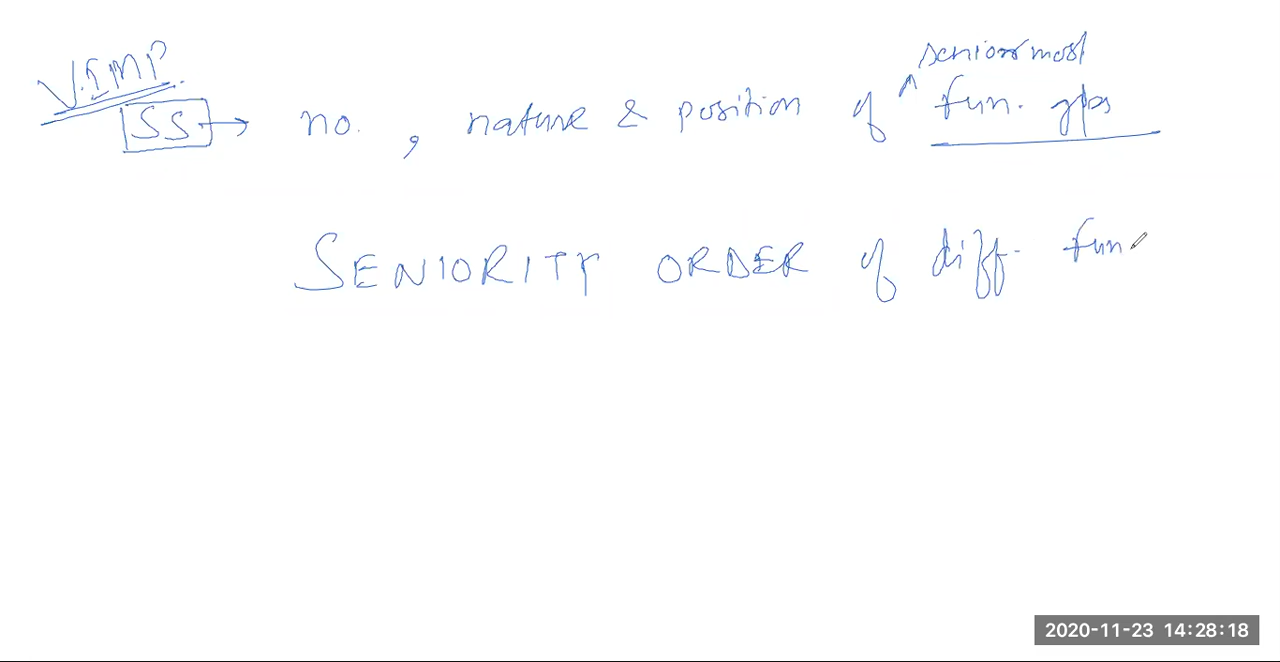 seniormost
V.IMP.
SS → no. , nature & position of ^ fun. gps
SENIORITY ORDER of diff. fun
2020-11-23 14:28:18